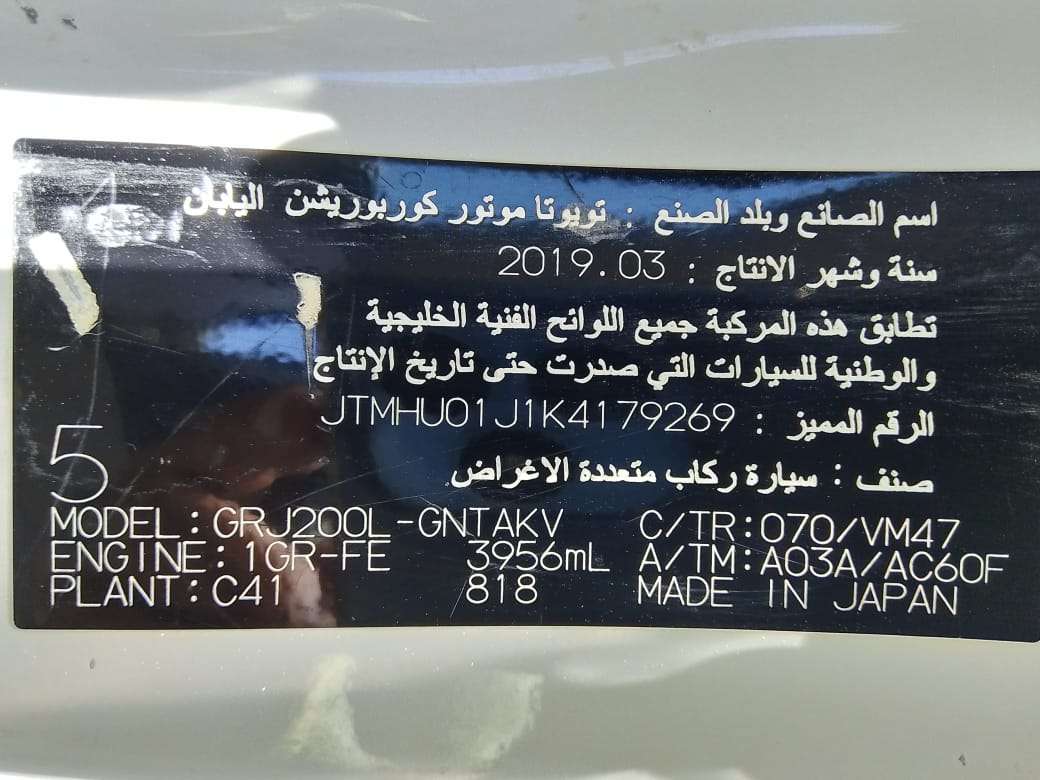 اسم الصانع وبلد الصنع : تويوتا موتور كوربوريشن اليابان
سنة وشهر الانتاج : 2019.03
تطابق هذه المركبة جميع اللوائح الفنية الخليجية
والوطنية للسيارات التي صدرت حتى تاريخ الإنتاج
الرقم المميز : JTMHU01J1K4179269
صنف : سيارة ركاب متعددة الاغراض.
5
MODEL:GRJ200L-GNTAKV C/TR:070/VM47
ENGINE:1GR-FE 3956mL A/TM:A03A/AC60F
PLANT:C41 818 MADE IN JAPAN